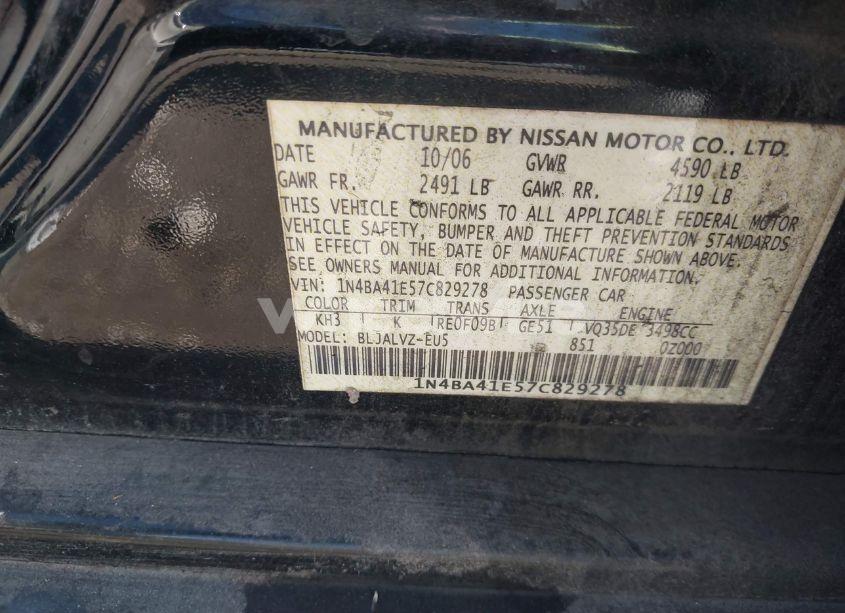 MANUFACTURED BY NISSAN MOTOR CO., LTD.
DATE 10/06 GVWR 4590 LB
GAWR FR. 2491 LB GAWR RR. 2119 LB
THIS VEHICLE CONFORMS TO ALL APPLICABLE FEDERAL MOTOR
VEHICLE SAFETY, BUMPER AND THEFT PREVENTION STANDARDS
IN EFFECT ON THE DATE OF MANUFACTURE SHOWN ABOVE.
SEE OWNERS MANUAL FOR ADDITIONAL INFORMATION.
VIN: 1N4BA41E57C829278 PASSENGER CAR
COLOR TRIM TRANS AXLE ENGINE
KH3 K RE0F09B GE51 VQ35DE 3498CC
MODEL: BLJALVZ-EU5 851 0Z000
1N4BA41E57C829278